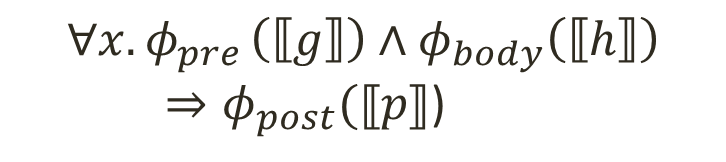 ∀x. ϕ_pre (⟦g⟧) ∧ ϕ_body(⟦h⟧)
⇒ ϕ_post(⟦p⟧)